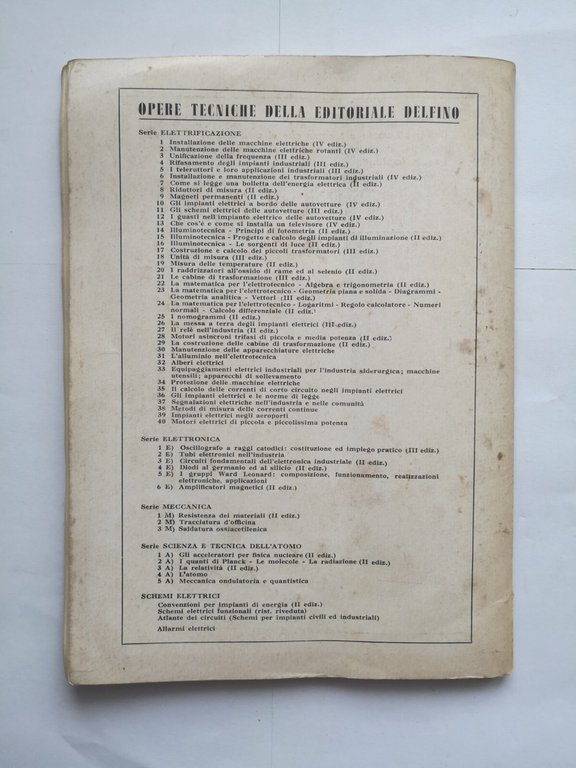 OPERE TECNICHE DELLA EDITORIALE DELFINO
Serie ELETTRIFICAZIONE
1 Installazione delle macchine elettriche (IV ediz.)
2 Manutenzione delle macchine elettriche rotanti (IV ediz.)
3 Unificazione della frequenza (III ediz.)
4 Rifasamento degli impianti industriali (III ediz.)
5 I teleruttori e loro applicazioni industriali (III ediz.)
6 Installazione e manutenzione dei trasformatori industriali (IV ediz.)
7 Come si legge una bolletta dell'energia elettrica (II ediz.)
8 Riduttori di misura (II ediz.)
9 Magneti permanenti (II ediz.)
10 Gli impianti elettrici a bordo delle autovetture (IV ediz.)
11 Gli schemi elettrici delle autovetture (III ediz.)
12 I guasti nell'impianto elettrico delle autovetture (IV ediz.)
13 Che cos'è e come si installa un televisore (IV ediz.)
14 Illuminotecnica - Principi di fotometria (II ediz.)
15 Illuminotecnica - Progetto e calcolo degli impianti di illuminazione (II ediz.)
16 Illuminotecnica - Le sorgenti di luce (II ediz.)
17 Costruzione e calcolo dei piccoli trasformatori (III ediz.)
18 Unità di misura (III ediz.)
19 Misura delle temperature (II ediz.)
20 I raddrizzatori all'ossido di rame ed al selenio (II ediz.)
21 Le cabine di trasformazione (III ediz.)
22 La matematica per l'elettrotecnico - Algebra e trigonometria (II ediz.)
23 La matematica per l'elettrotecnico - Geometria piana e solida - Diagrammi -
Geometria analitica - Vettori (III ediz.)
24 La matematica per l'elettrotecnico - Logaritmi - Regolo calcolatore - Numeri
normali - Calcolo differenziale (II ediz.)
25 I nomogrammi (II ediz.)
26 La messa a terra degli impianti elettrici (III ediz.)
27 Il relè nell'industria (II ediz.)
28 Motori asincroni trifasi di piccola e media potenza (II ediz.)
29 La costruzione delle cabine di trasformazione (II ediz.)
30 Manutenzione delle apparecchiature elettriche
31 L'alluminio nell'elettrotecnica
32 Alberi elettrici
33 Equipaggiamenti elettrici industriali per l'industria siderurgica; macchine
utensili; apparecchi di sollevamento
34 Protezione delle macchine elettriche
35 Il calcolo delle correnti di corto circuito negli impianti elettrici
36 Gli impianti elettrici e le norme di legge
37 Segnalazioni elettriche nell'industria e nelle comunità
38 Metodi di misura delle correnti continue
39 Impianti elettrici negli aeroporti
40 Motori elettrici di piccola e piccolissima potenza
Serie ELETTRONICA
1 E) Oscillografo a raggi catodici: costituzione ed impiego pratico (III ediz.)
2 E) Tubi elettronici nell'industria
3 E) Circuiti fondamentali dell'elettronica industriale (II ediz.)
4 E) Diodi al germanio ed al silicio (II ediz.)
5 E) I gruppi Ward Leonard: composizione, funzionamento, realizzazioni
elettroniche, applicazioni
6 E) Amplificatori magnetici (II ediz.)
Serie MECCANICA
1 M) Resistenza dei materiali (II ediz.)
2 M) Tracciatura d'officina
3 M) Saldatura ossiacetilenica
Serie SCIENZA E TECNICA DELL'ATOMO
1 A) Gli acceleratori per fisica nucleare (II ediz.)
2 A) I quanti di Planck - Le molecole - La radiazione (II ediz.)
3 A) La relatività (II ediz.)
4 A) L'atomo
5 A) Meccanica ondulatoria e quantistica
SCHEMI ELETTRICI
Convenzioni per impianti di energia (II ediz.)
Schemi elettrici funzionali (rist. riveduta)
Atlante dei circuiti (Schemi per impianti civili ed industriali)
Allarmi elettrici